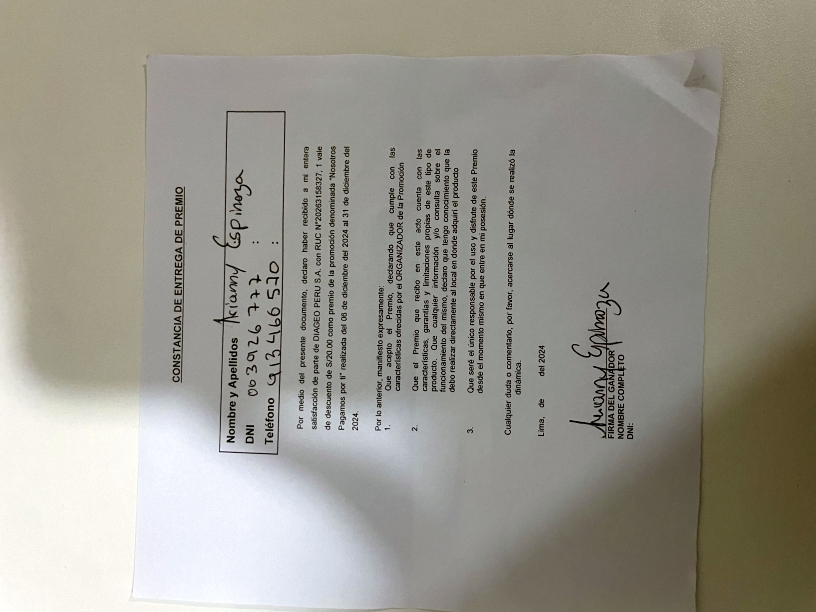 CONSTANCIA DE ENTREGA DE PREMIO
Nombre y Apellidos Arianny Espinoza
DNI 003926777 :
Teléfono 913466570 :
Por medio del presente documento, declaro haber recibido a mi entera
satisfacción de parte de DIAGEO PERU S.A. con RUC N°20263158327, 1 vale
de descuento de S/20.00 como premio de la promoción denominada "Nosotros
Pagamos por ti" realizada del 06 de diciembre del 2024 al 31 de diciembre del
2024.
Por lo anterior, manifiesto expresamente:
1. Que acepto el Premio, declarando que cumple con las
características ofrecidas por el ORGANIZADOR de la Promoción
2. Que el Premio que recibo en este acto cuenta con las
características, garantías y limitaciones propias de este tipo de
producto. Que cualquier información y/o consulta sobre el
funcionamiento del mismo, declaro que tengo conocimiento que la
debo realizar directamente al local en donde adquirí el producto
3. Que seré el único responsable por el uso y disfrute de este Premio
desde el momento mismo en que entre en mi posesión.
Cualquier duda o comentario, por favor, acercarse al lugar donde se realizó la
dinámica.
Lima, de del 2024
Arianny Espinoza
FIRMA DEL GANADOR
NOMBRE COMPLETO
DNI: